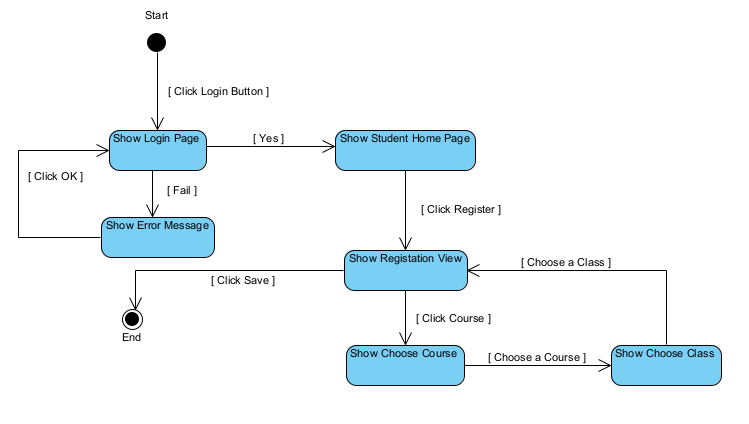 Start
[ Click Login Button ]
Show Login Page
[ Yes ]
Show Student Home Page
[ Click OK ]
[ Fail ]
[ Click Register ]
Show Error Message
Show Registation View
[ Choose a Class ]
[ Click Save ]
[ Click Course ]
End
Show Choose Course
[ Choose a Course ]
Show Choose Class